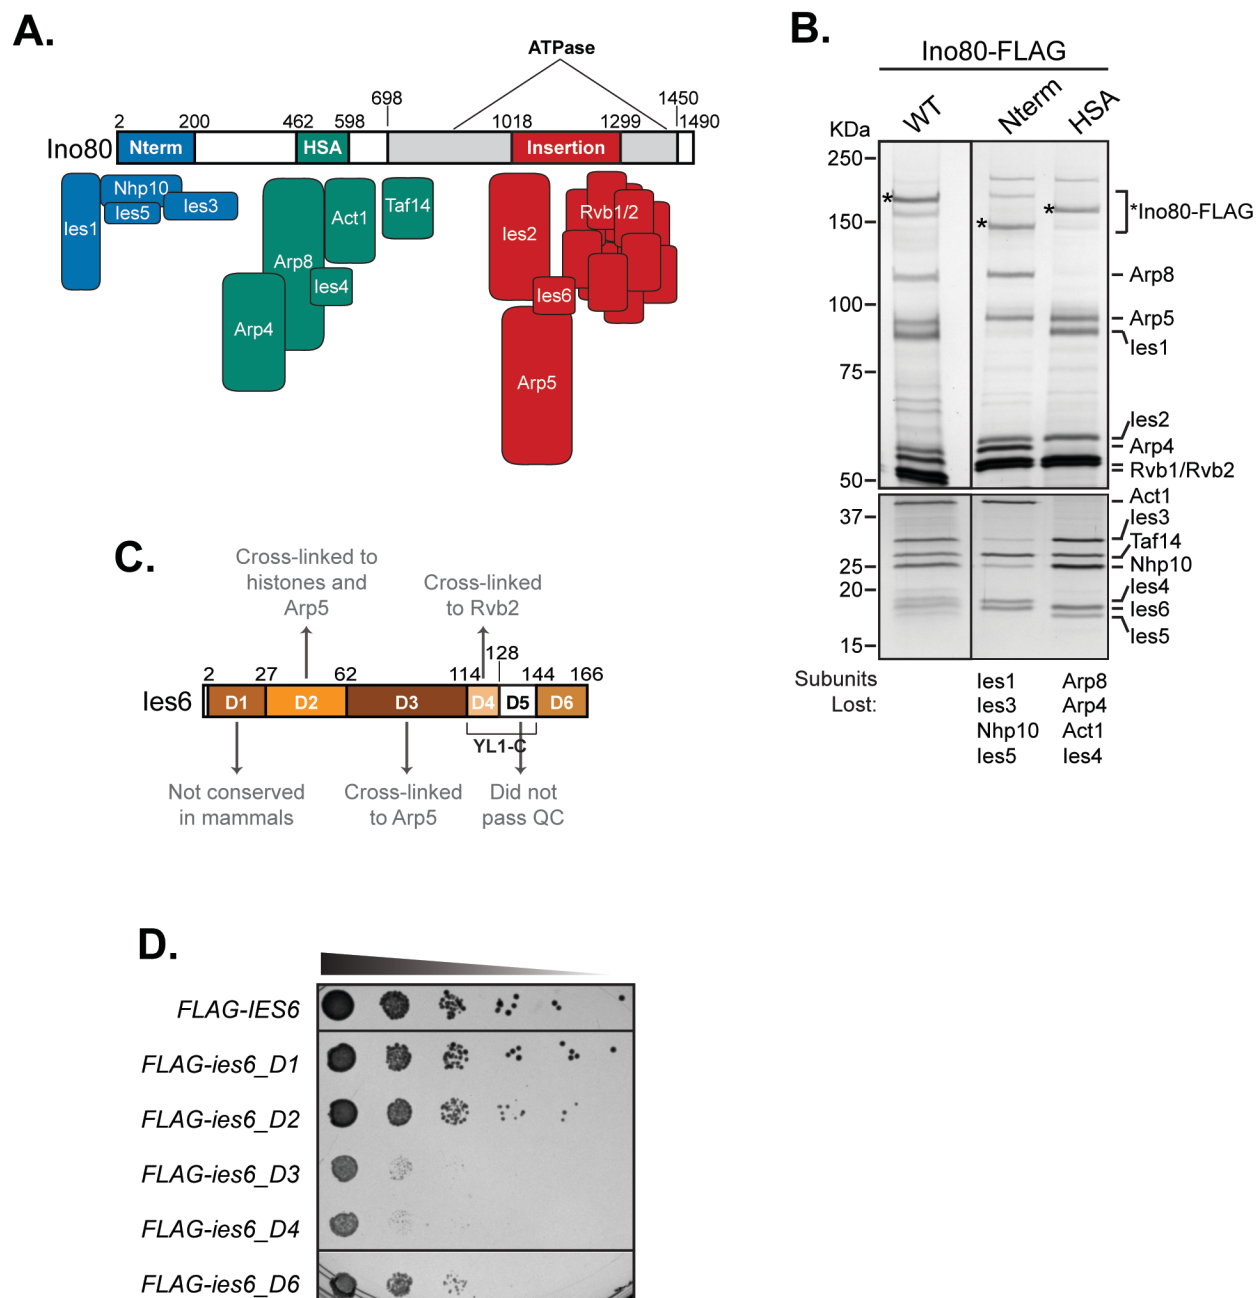 A.
ATPase
698
1450
2
200
462
598
1018
1299
1490
Ino80
Nterm
HSA
Insertion
Ies1
Nhp10
Ies5
Ies3
Arp8
Act1
Taf14
Ies4
Arp4
Ies2
Rvb1/2
Ies6
Arp5
B.
Ino80-FLAG
WT
Nterm
HSA
KDa
250
150
100
75
50
37
25
20
15
*
*
*
*Ino80-FLAG
Arp8
Arp5
Ies1
Ies2
Arp4
Rvb1/Rvb2
Act1
Ies3
Taf14
Nhp10
Ies4
Ies6
Ies5
Subunits
Lost:
Ies1
Ies3
Nhp10
Ies5
Arp8
Arp4
Act1
Ies4
C.
Cross-linked to
histones and
Arp5
Cross-linked
to Rvb2
2
27
62
114
128
144
166
Ies6
D1
D2
D3
D4
D5
D6
YL1-C
Not conserved
in mammals
Cross-linked
to Arp5
Did not
pass QC
D.
FLAG-IES6
FLAG-ies6_D1
FLAG-ies6_D2
FLAG-ies6_D3
FLAG-ies6_D4
FLAG-ies6_D6